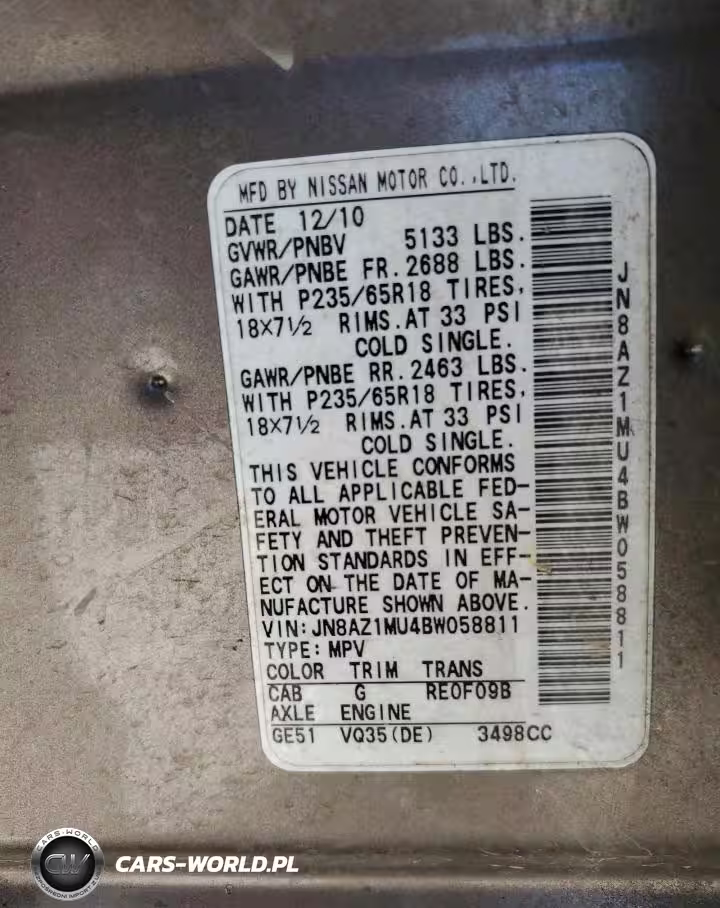 MFD BY NISSAN MOTOR CO.,LTD.
DATE 12/10
GVWR/PNBV 5133 LBS.
GAWR/PNBE FR.2688 LBS.
WITH P235/65R18 TIRES,
18X7½ RIMS.AT 33 PSI
COLD SINGLE.
GAWR/PNBE RR.2463 LBS.
WITH P235/65R18 TIRES,
18X7½ RIMS.AT 33 PSI
COLD SINGLE.
THIS VEHICLE CONFORMS
TO ALL APPLICABLE FED-
ERAL MOTOR VEHICLE SA-
FETY AND THEFT PREVEN-
TION STANDARDS IN EFF-
ECT ON THE DATE OF MA-
NUFACTURE SHOWN ABOVE.
VIN:JN8AZ1MU4BW058811
TYPE:MPV
COLOR TRIM TRANS
CAB G RE0F09B
AXLE ENGINE
GE51 VQ35(DE) 3498CC
JN8AZ1MU4BW058811
CARS-WORLD
CW
CARS-WORLD.PL